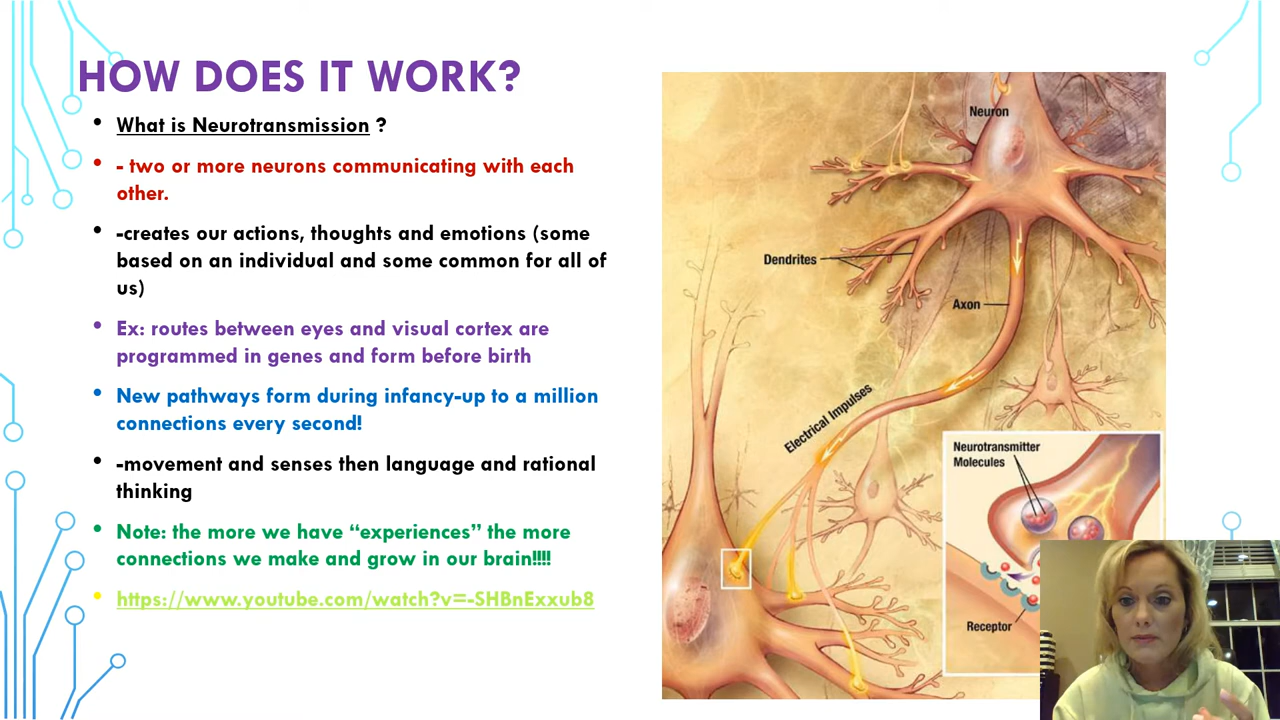 HOW DOES IT WORK?
• What is Neurotransmission ?
• - two or more neurons communicating with each
other.
• -creates our actions, thoughts and emotions (some
based on an individual and some common for all of
us)
• Ex: routes between eyes and visual cortex are
programmed in genes and form before birth
• New pathways form during infancy-up to a million
connections every second!
• -movement and senses then language and rational
thinking
• Note: the more we have “experiences” the more
connections we make and grow in our brain!!!!
• https://www.youtube.com/watch?v=-SHBnExxub8
Neuron
Dendrites
Axon
Electrical Impulses
Neurotransmitter
Molecules
Receptor